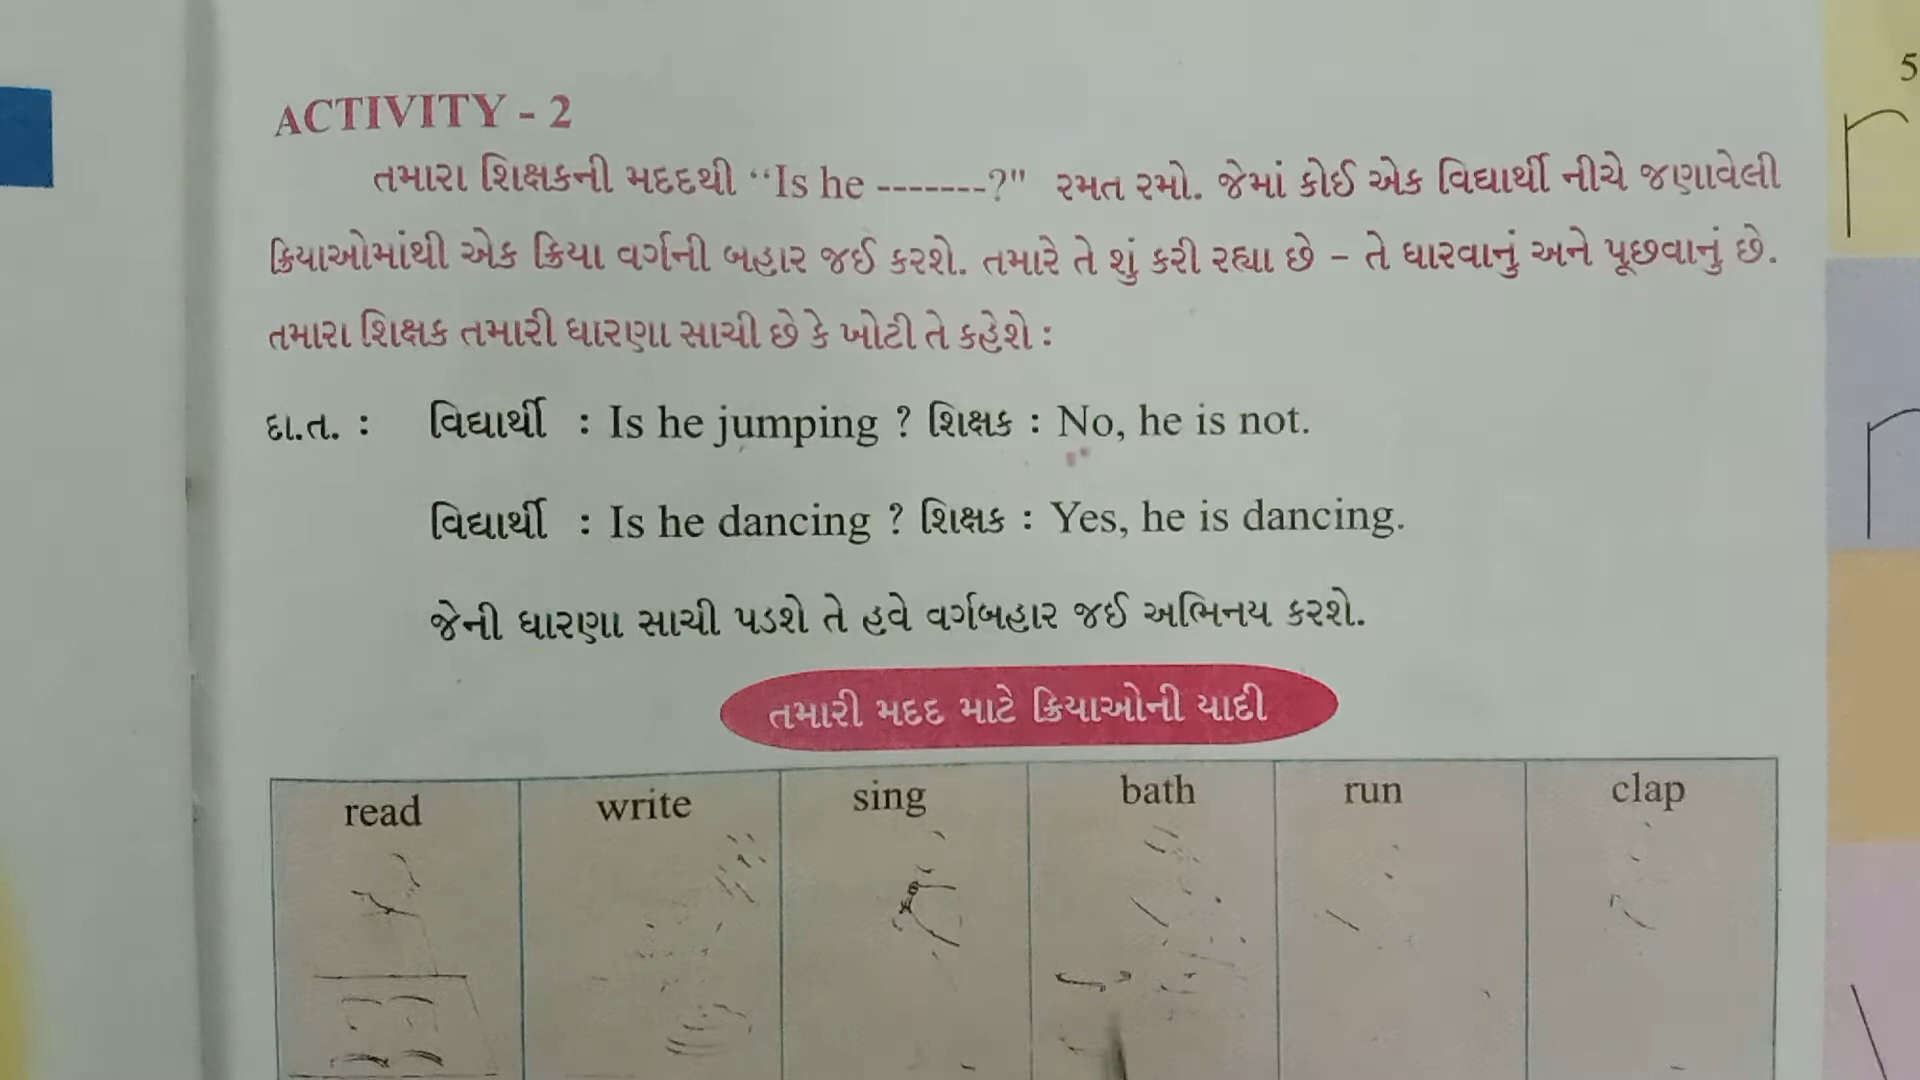 5
ACTIVITY - 2
તમારા શિક્ષકની મદદથી “Is he -------?" રમત રમો. જેમાં કોઈ એક વિદ્યાર્થી નીચે જણાવેલી
ક્રિયાઓમાંથી એક ક્રિયા વર્ગની બહાર જઈ કરશે. તમારે તે શું કરી રહ્યા છે – તે ધારવાનું અને પૂછવાનું છે.
તમારા શિક્ષક તમારી ધારણા સાચી છે કે ખોટી તે કહેશે :
દા.ત. : વિદ્યાર્થી : Is he jumping ? શિક્ષક : No, he is not.
વિદ્યાર્થી : Is he dancing ? શિક્ષક : Yes, he is dancing.
જેની ધારણા સાચી પડશે તે હવે વર્ગબહાર જઈ અભિનય કરશે.
તમારી મદદ માટે ક્રિયાઓની યાદી
read write sing bath run clap